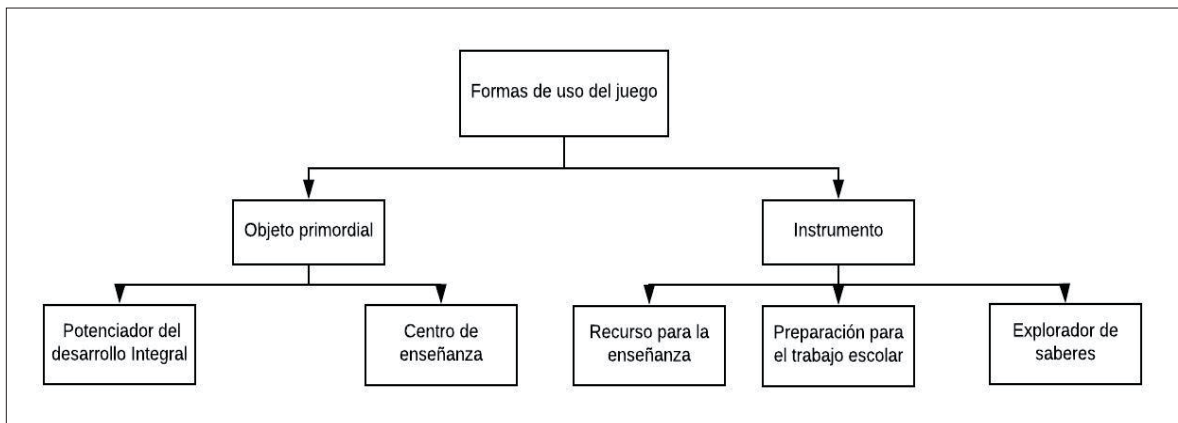 Formas de uso del juego
Objeto primordial
Instrumento
Potenciador del
desarrollo Integral
Centro de
enseñanza
Recurso para la
enseñanza
Preparación para
el trabajo escolar
Explorador de
saberes